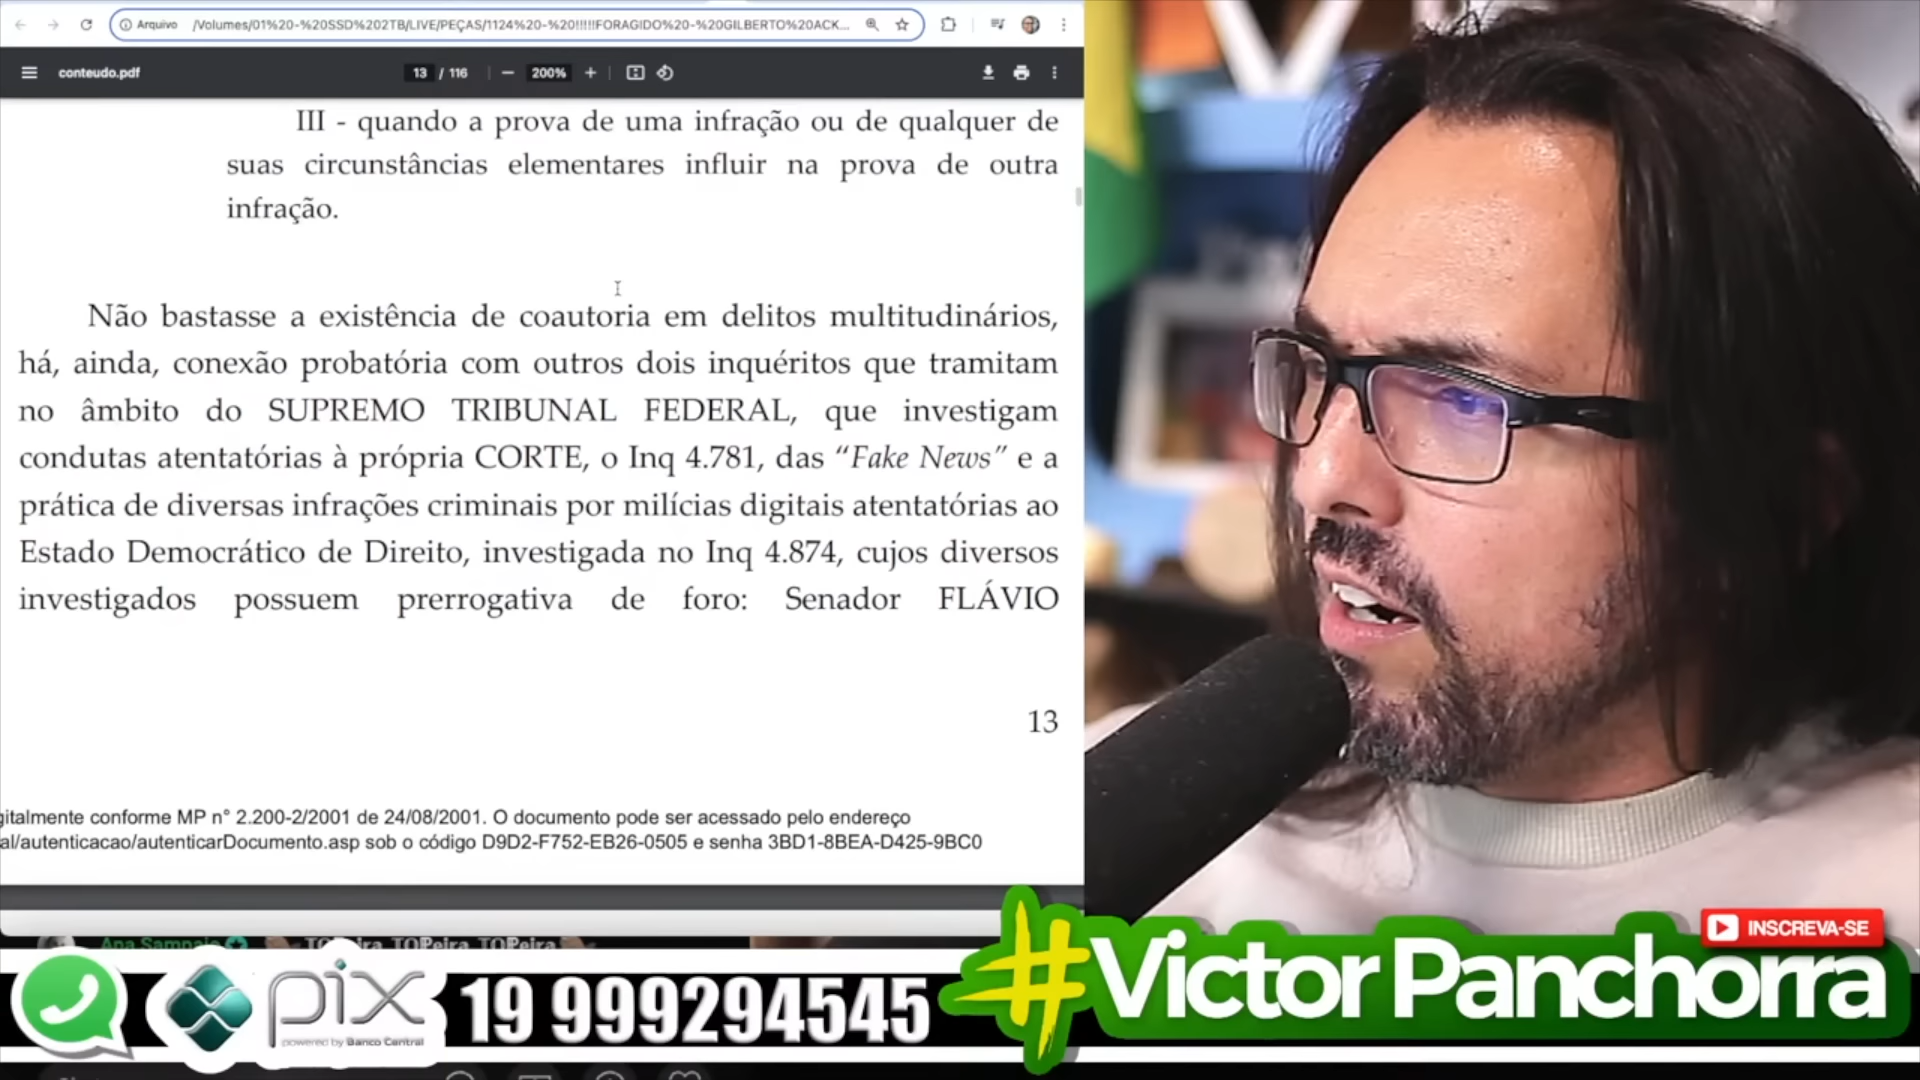 Arquivo /Volumes/01%20-%20SSD%202TB/LIVE/PEÇAS/1124%20-%20!!!!!FORAGIDO%20-%20GILBERTO%20ACK...
conteudo.pdf 13 / 116 200%
III - quando a prova de uma infração ou de qualquer de
suas circunstâncias elementares influir na prova de outra
infração.
Não bastasse a existência de coautoria em delitos multitudinários,
há, ainda, conexão probatória com outros dois inquéritos que tramitam
no âmbito do SUPREMO TRIBUNAL FEDERAL, que investigam
condutas atentatórias à própria CORTE, o Inq 4.781, das “Fake News” e a
prática de diversas infrações criminais por milícias digitais atentatórias ao
Estado Democrático de Direito, investigada no Inq 4.874, cujos diversos
investigados possuem prerrogativa de foro: Senador FLÁVIO
13
gitalmente conforme MP n° 2.200-2/2001 de 24/08/2001. O documento pode ser acessado pelo endereço
al/autenticacao/autenticarDocumento.asp sob o código D9D2-F752-EB26-0505 e senha 3BD1-8BEA-D425-9BC0
Ana Sampaio
INSCREVA-SE
pix
powered by Banco Central
19 999294545
#Victor Panchorra